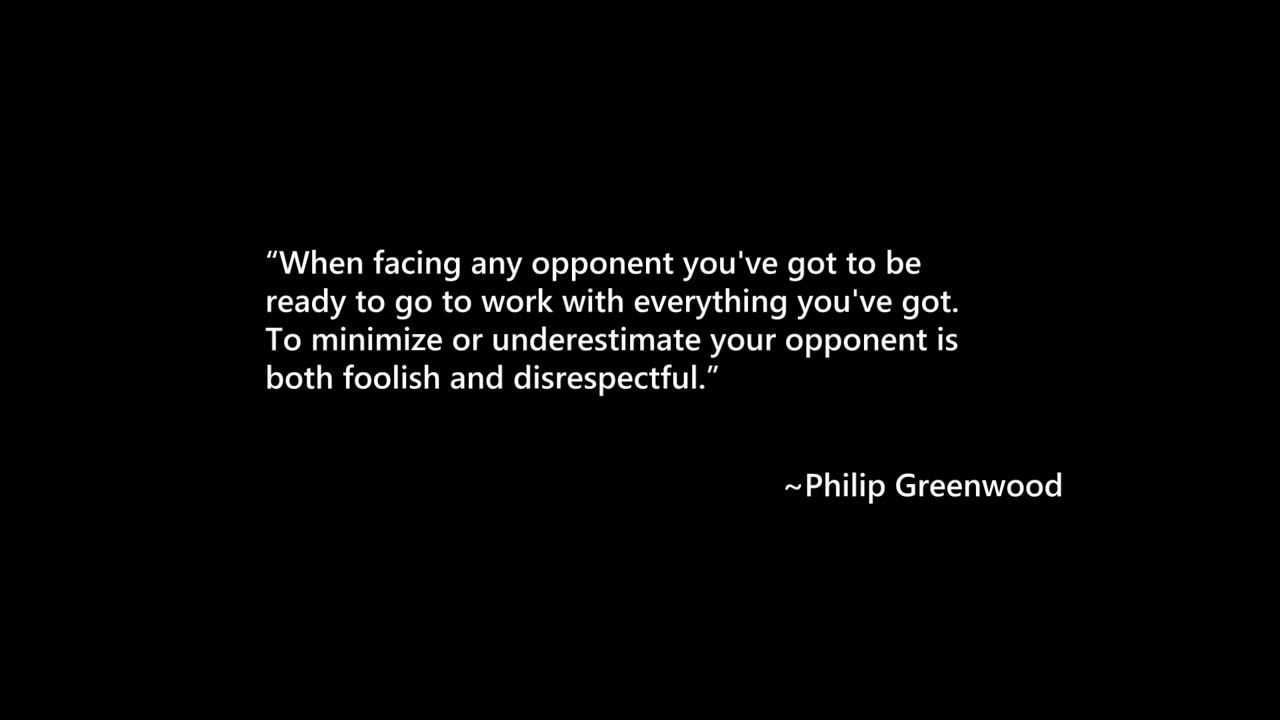 “When facing any opponent you've got to be
ready to go to work with everything you've got.
To minimize or underestimate your opponent is
both foolish and disrespectful.”
~Philip Greenwood